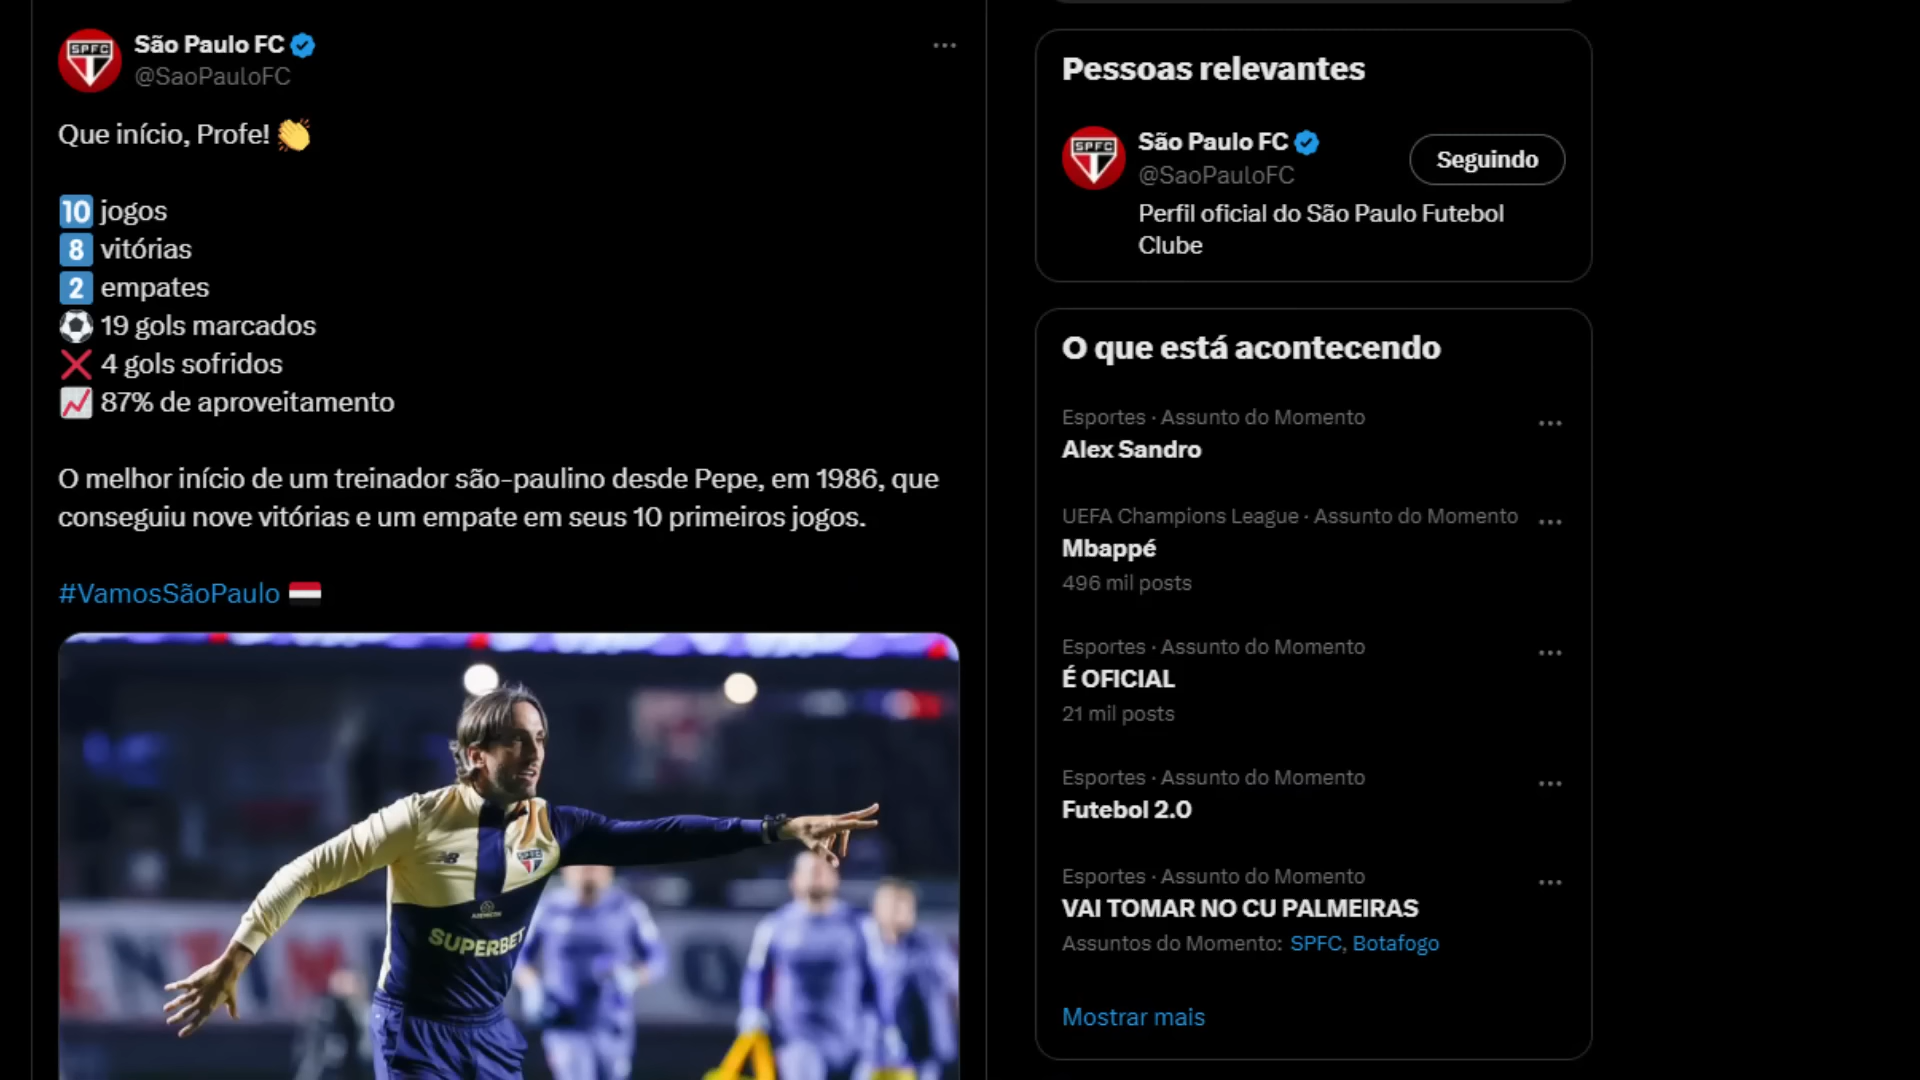 São Paulo FC
@SaoPauloFC
Que início, Profe! 👏
🔟 jogos
8️⃣ vitórias
2️⃣ empates
⚽ 19 gols marcados
❌ 4 gols sofridos
📈 87% de aproveitamento
O melhor início de um treinador são-paulino desde Pepe, em 1986, que
conseguiu nove vitórias e um empate em seus 10 primeiros jogos.
#VamosSãoPaulo 🇾🇪
SPFC
SUPERBET
Pessoas relevantes
São Paulo FC
@SaoPauloFC
Seguindo
Perfil oficial do São Paulo Futebol
Clube
O que está acontecendo
Esportes · Assunto do Momento
Alex Sandro
UEFA Champions League · Assunto do Momento
Mbappé
496 mil posts
Esportes · Assunto do Momento
É OFICIAL
21 mil posts
Esportes · Assunto do Momento
Futebol 2.0
Esportes · Assunto do Momento
VAI TOMAR NO CU PALMEIRAS
Assuntos do Momento: SPFC, Botafogo
Mostrar mais